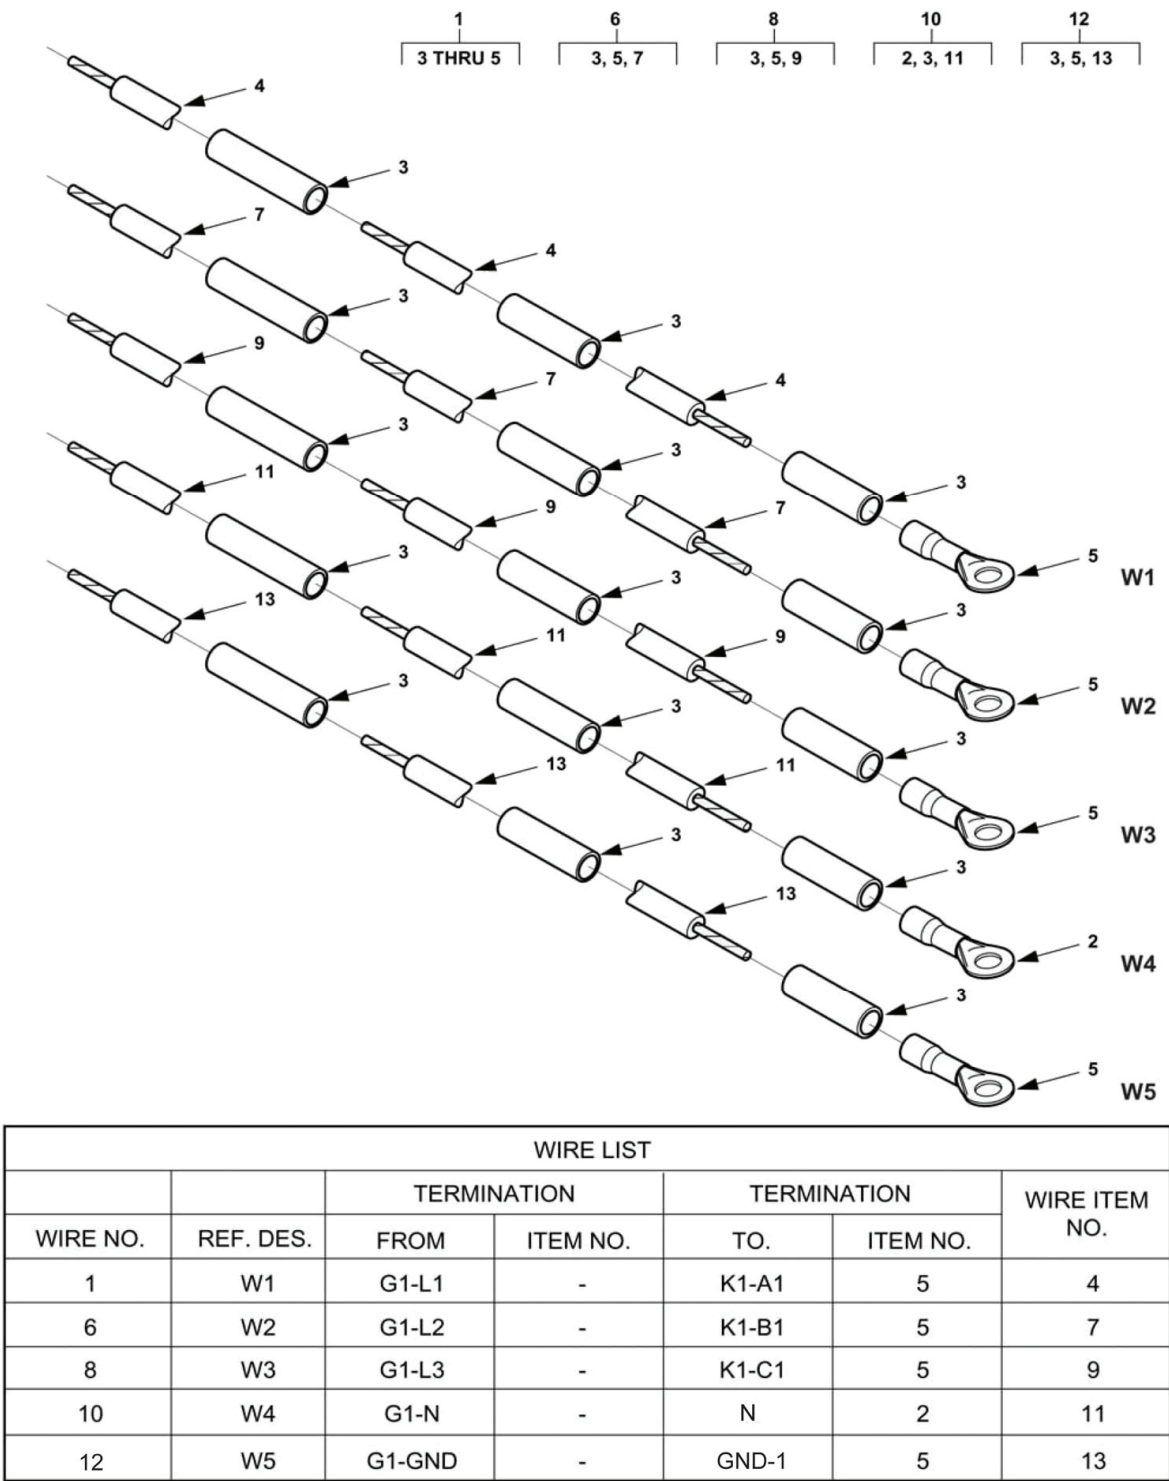 1 6 8 10 12
3 THRU 5 3, 5, 7 3, 5, 9 2, 3, 11 3, 5, 13
4
3
7
4
3
3
9
7
4
3
3
3
11
9
7
5 W1
3
3
3
13
11
9
5 W2
3
3
3
13
11
5 W3
3
3
13
2 W4
3
5 W5
WIRE LIST
TERMINATION TERMINATION WIRE ITEM NO.
WIRE NO. REF. DES. FROM ITEM NO. TO. ITEM NO.
1 W1 G1-L1 - K1-A1 5 4
6 W2 G1-L2 - K1-B1 5 7
8 W3 G1-L3 - K1-C1 5 9
10 W4 G1-N - N 2 11
12 W5 G1-GND - GND-1 5 13